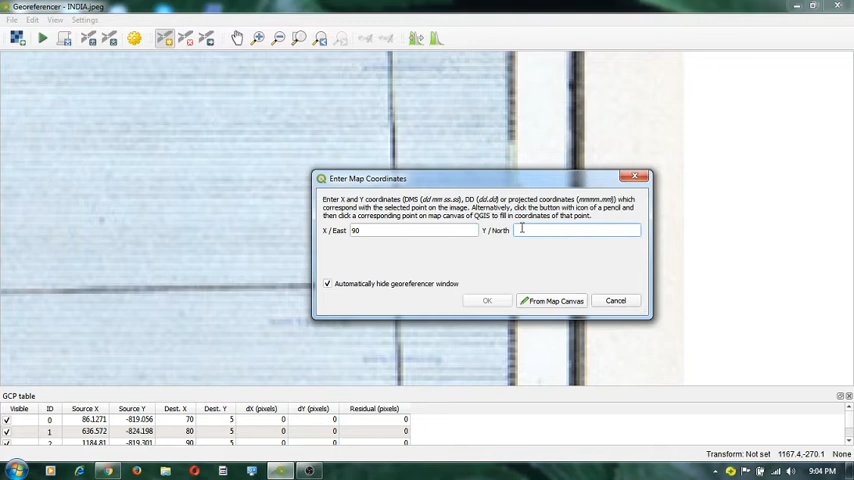 Georeferencer - INDIA.jpeg
File Edit View Settings
Enter Map Coordinates
Enter X and Y coordinates (DMS (dd mm ss.ss), DD (dd.dd) or projected coordinates (mmmm.mm)) which
correspond with the selected point on the image. Alternatively, click the button with icon of a pencil and
then click a corresponding point on map canvas of QGIS to fill in coordinates of that point.
X / East 90 Y / North
Automatically hide georeferencer window
OK From Map Canvas Cancel
GCP table
Visible ID Source X Source Y Dest. X Dest. Y dX (pixels) dY (pixels) Residual (pixels)
0 86.1271 -819.056 70 5 0 0 0
1 636.572 -824.198 80 5 0 0 0
2 1184.81 -819.301 90 5 0 0 0
Transform: Not set 1167.4,-270.1 None
9:04 PM